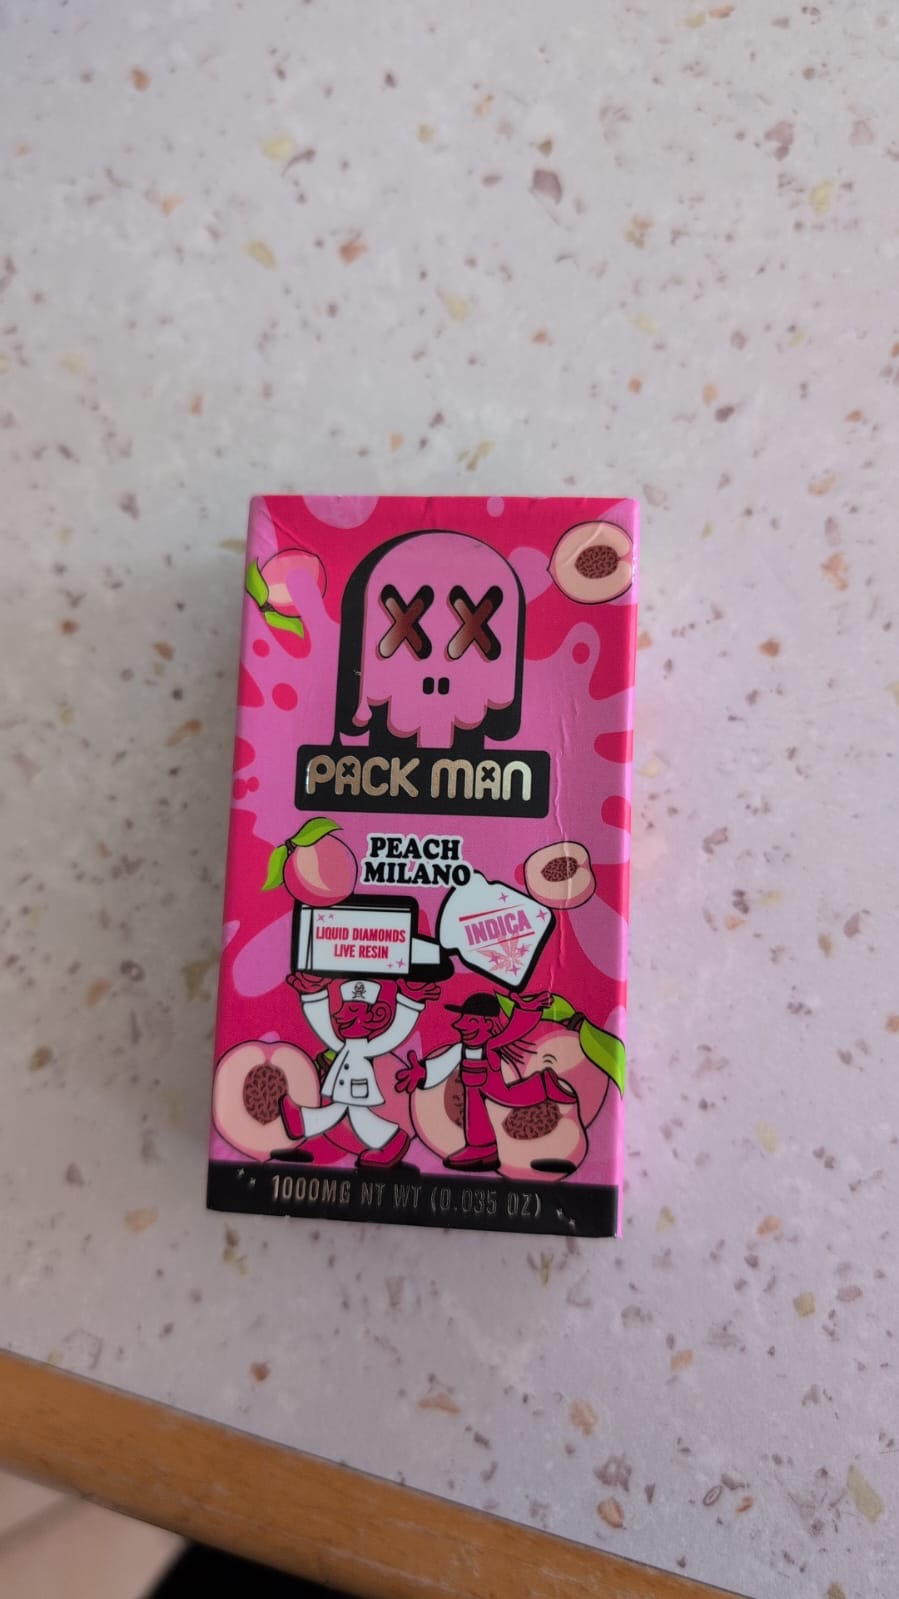 PACK MAN
PEACH
MILANO
LIQUID DIAMONDS
LIVE RESIN
INDICA
1000MG NT WT (0.035 OZ)